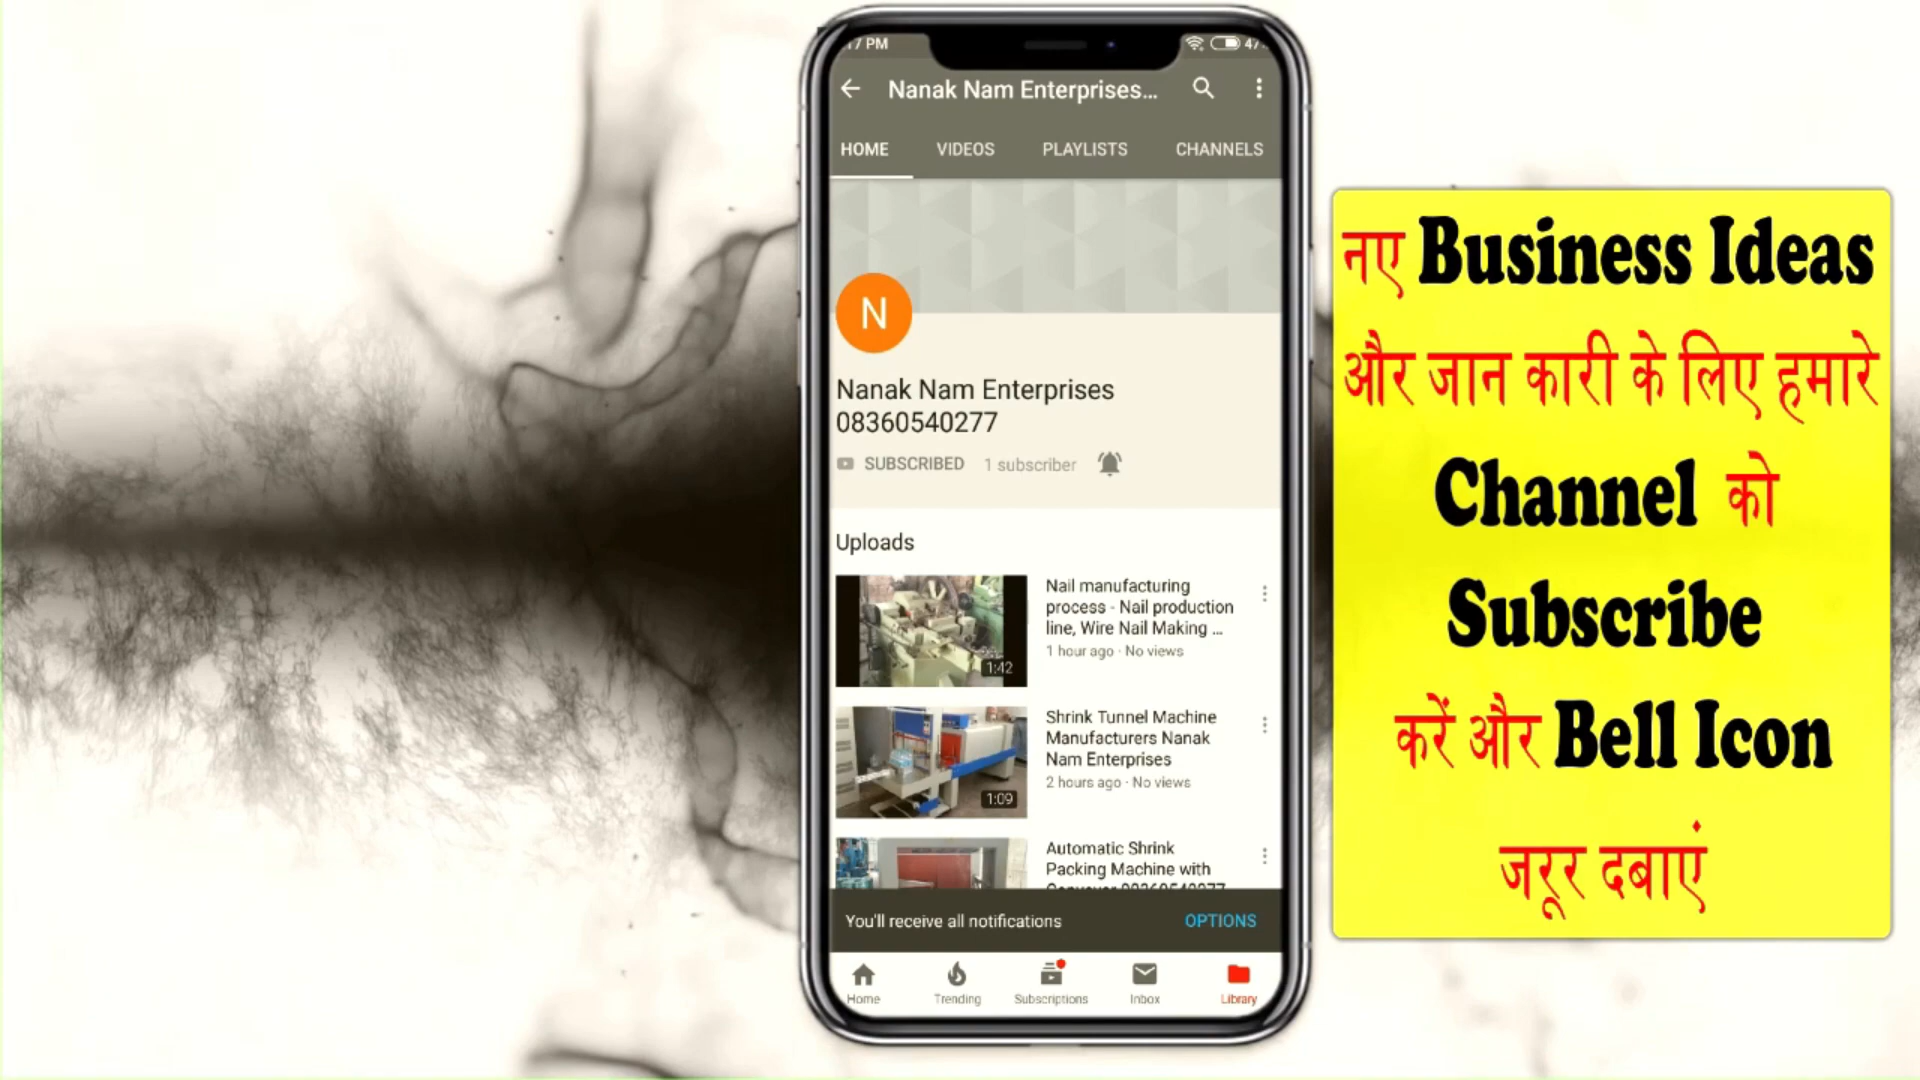 17 PM
47
Nanak Nam Enterprises...
HOME VIDEOS PLAYLISTS CHANNELS
N
Nanak Nam Enterprises
08360540277
SUBSCRIBED 1 subscriber
Uploads
Nail manufacturing
process - Nail production
line, Wire Nail Making ...
1 hour ago · No views
1:42
Shrink Tunnel Machine
Manufacturers Nanak
Nam Enterprises
2 hours ago · No views
1:09
Automatic Shrink
Packing Machine with
You'll receive all notifications OPTIONS
Home Trending Subscriptions Inbox Library
नए Business Ideas
और जान कारी के लिए हमारे
Channel को
Subscribe
करें और Bell Icon
जरूर दबाएं